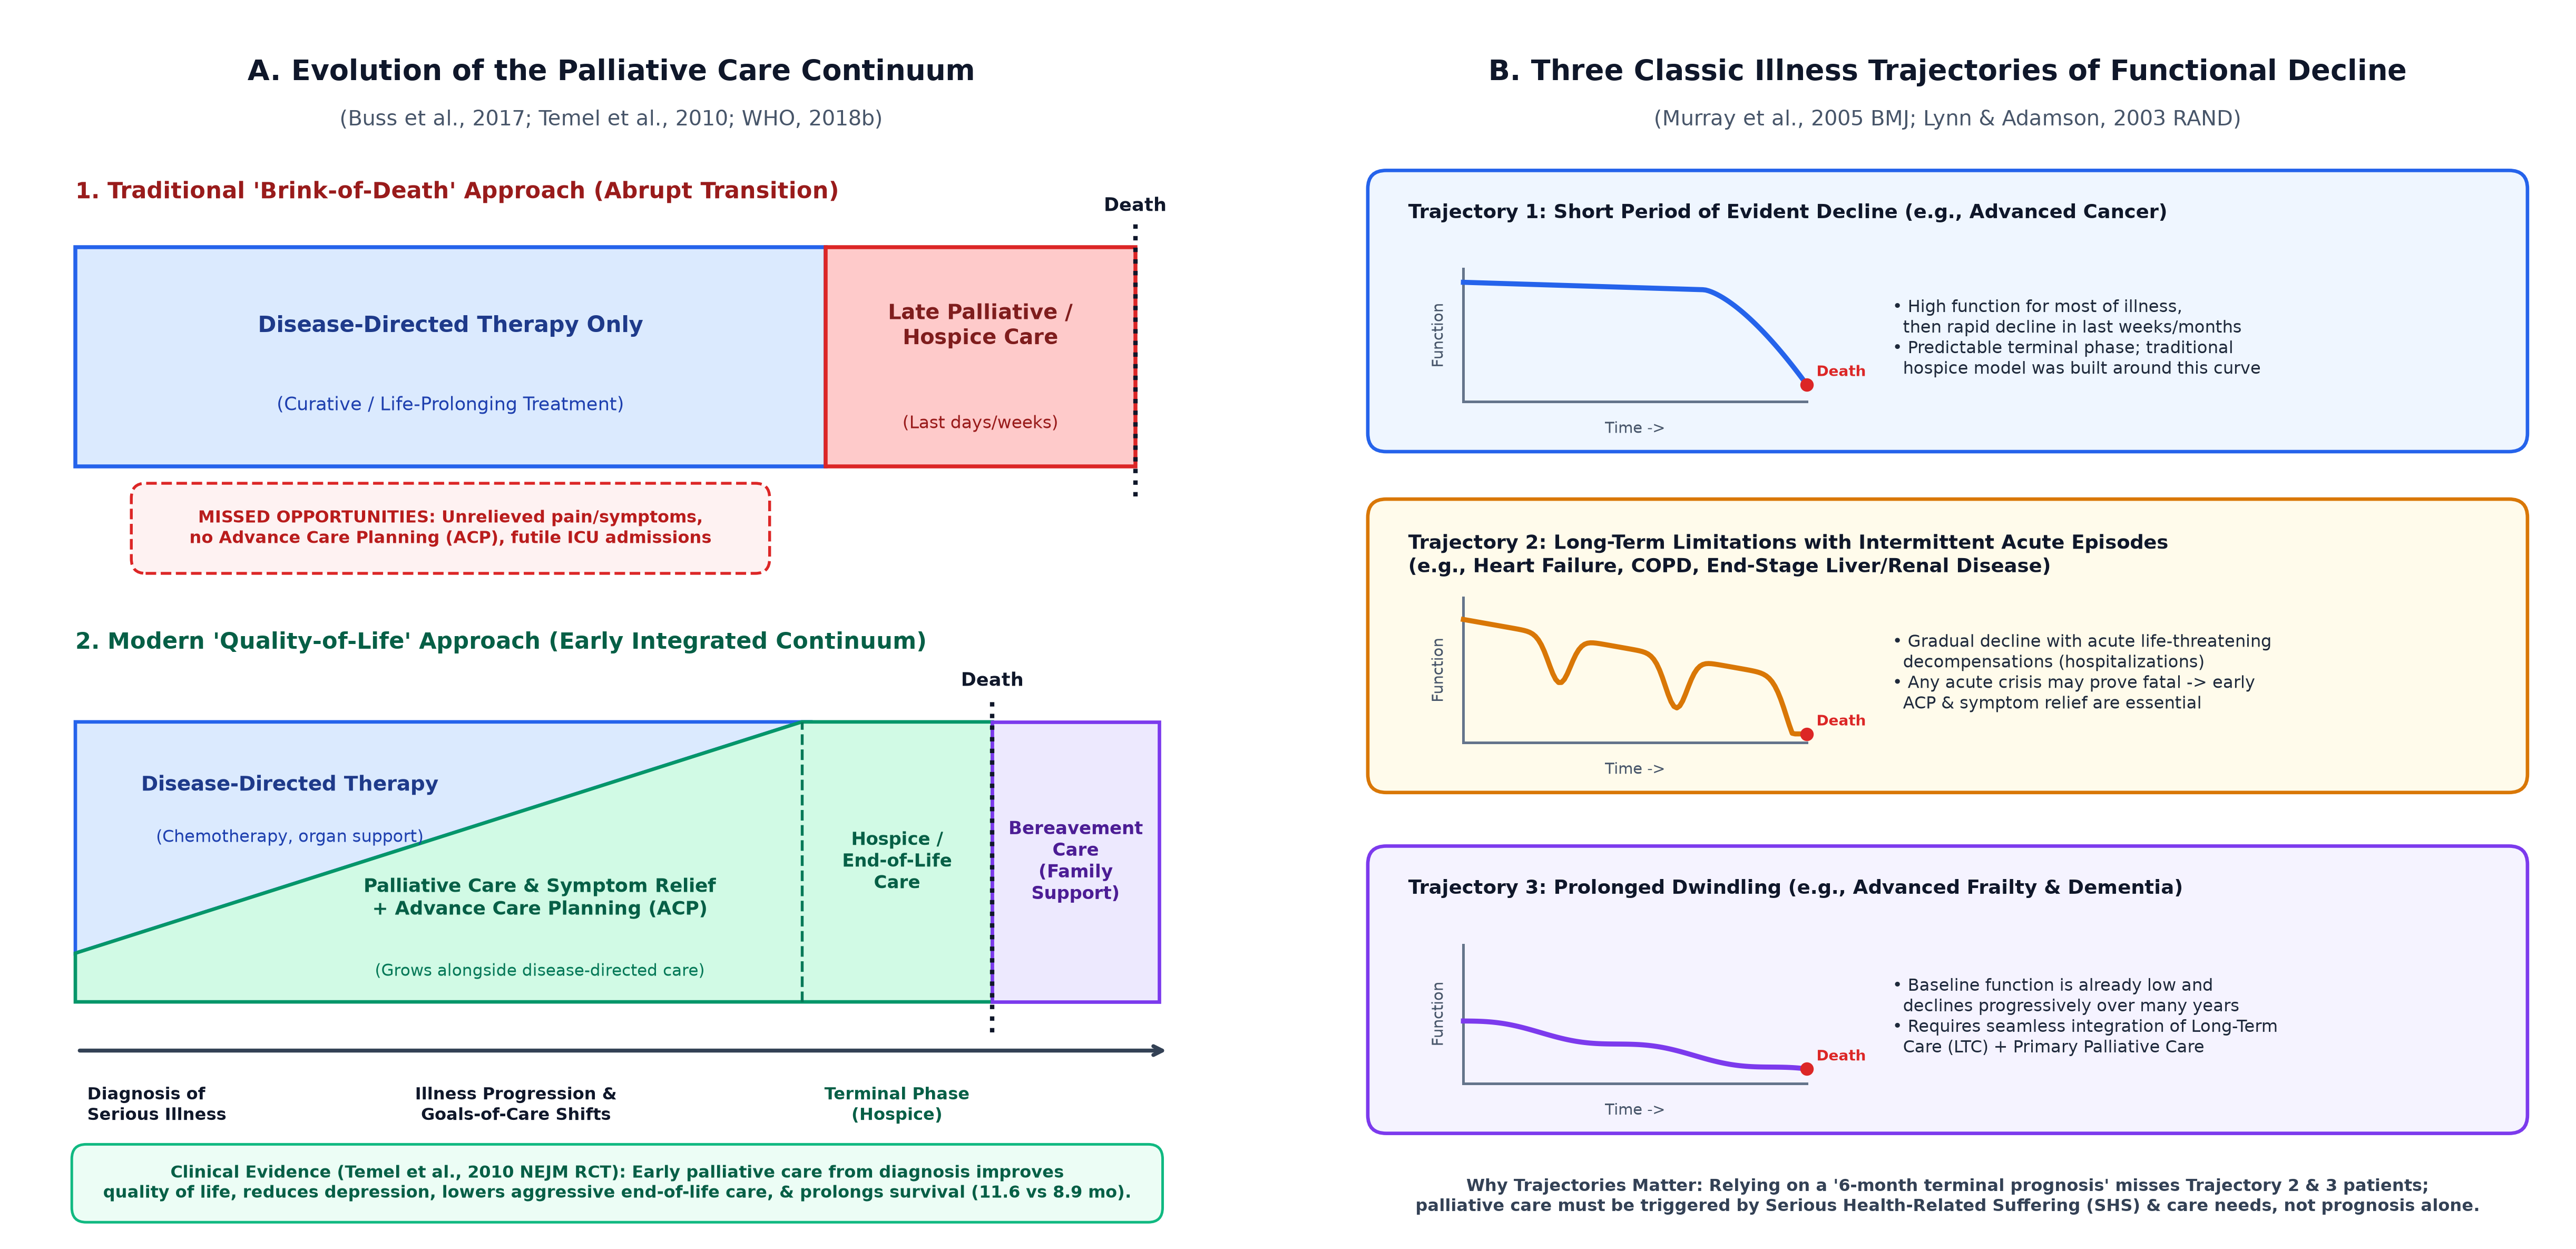 A. Evolution of the Palliative Care Continuum
(Buss et al., 2017; Temel et al., 2010; WHO, 2018b)
1. Traditional 'Brink-of-Death' Approach (Abrupt Transition)
Death
Disease-Directed Therapy Only
(Curative / Life-Prolonging Treatment)
Late Palliative /
Hospice Care
(Last days/weeks)
MISSED OPPORTUNITIES: Unrelieved pain/symptoms,
no Advance Care Planning (ACP), futile ICU admissions
2. Modern 'Quality-of-Life' Approach (Early Integrated Continuum)
Death
Disease-Directed Therapy
(Chemotherapy, organ support)
Palliative Care & Symptom Relief
+ Advance Care Planning (ACP)
(Grows alongside disease-directed care)
Hospice /
End-of-Life
Care
Bereavement
Care
(Family
Support)
Diagnosis of
Serious Illness
Illness Progression &
Goals-of-Care Shifts
Terminal Phase
(Hospice)
Clinical Evidence (Temel et al., 2010 NEJM RCT): Early palliative care from diagnosis improves
quality of life, reduces depression, lowers aggressive end-of-life care, & prolongs survival (11.6 vs 8.9 mo).
B. Three Classic Illness Trajectories of Functional Decline
(Murray et al., 2005 BMJ; Lynn & Adamson, 2003 RAND)
Trajectory 1: Short Period of Evident Decline (e.g., Advanced Cancer)
Function
Death
Time ->
• High function for most of illness,
then rapid decline in last weeks/months
• Predictable terminal phase; traditional
hospice model was built around this curve
Trajectory 2: Long-Term Limitations with Intermittent Acute Episodes
(e.g., Heart Failure, COPD, End-Stage Liver/Renal Disease)
Function
Death
Time ->
• Gradual decline with acute life-threatening
decompensations (hospitalizations)
• Any acute crisis may prove fatal -> early
ACP & symptom relief are essential
Trajectory 3: Prolonged Dwindling (e.g., Advanced Frailty & Dementia)
Function
Death
Time ->
• Baseline function is already low and
declines progressively over many years
• Requires seamless integration of Long-Term
Care (LTC) + Primary Palliative Care
Why Trajectories Matter: Relying on a '6-month terminal prognosis' misses Trajectory 2 & 3 patients;
palliative care must be triggered by Serious Health-Related Suffering (SHS) & care needs, not prognosis alone.